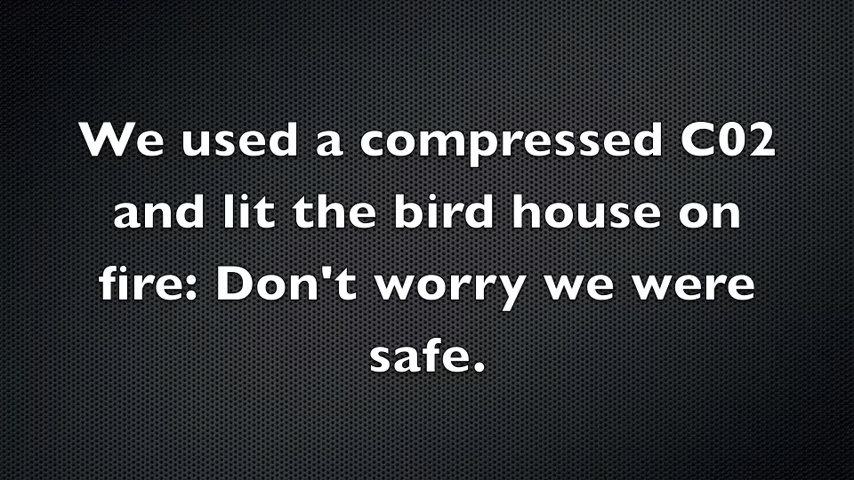 We used a compressed C02
and lit the bird house on
fire: Don't worry we were
safe.